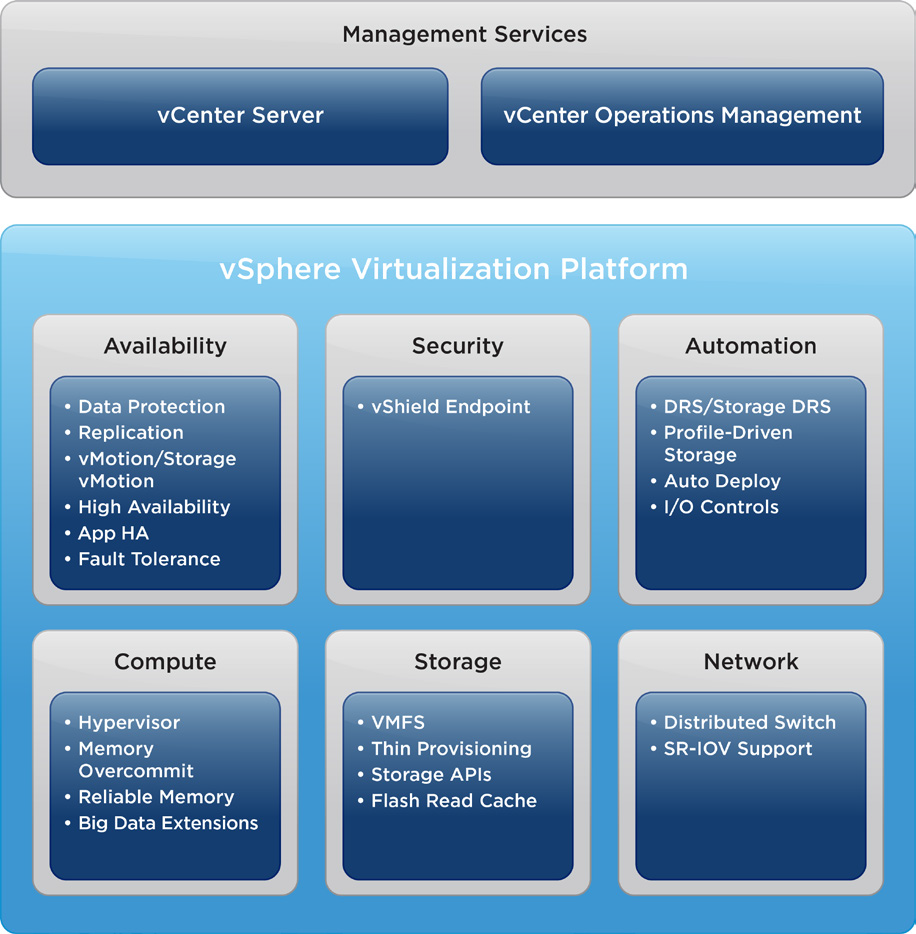 Management Services
vCenter Server
vCenter Operations Management
vSphere Virtualization Platform
Availability
• Data Protection
• Replication
• vMotion/Storage
vMotion
• High Availability
• App HA
• Fault Tolerance
Security
• vShield Endpoint
Automation
• DRS/Storage DRS
• Profile-Driven
Storage
• Auto Deploy
• I/O Controls
Compute
• Hypervisor
• Memory
Overcommit
• Reliable Memory
• Big Data Extensions
Storage
• VMFS
• Thin Provisioning
• Storage APIs
• Flash Read Cache
Network
• Distributed Switch
• SR-IOV Support